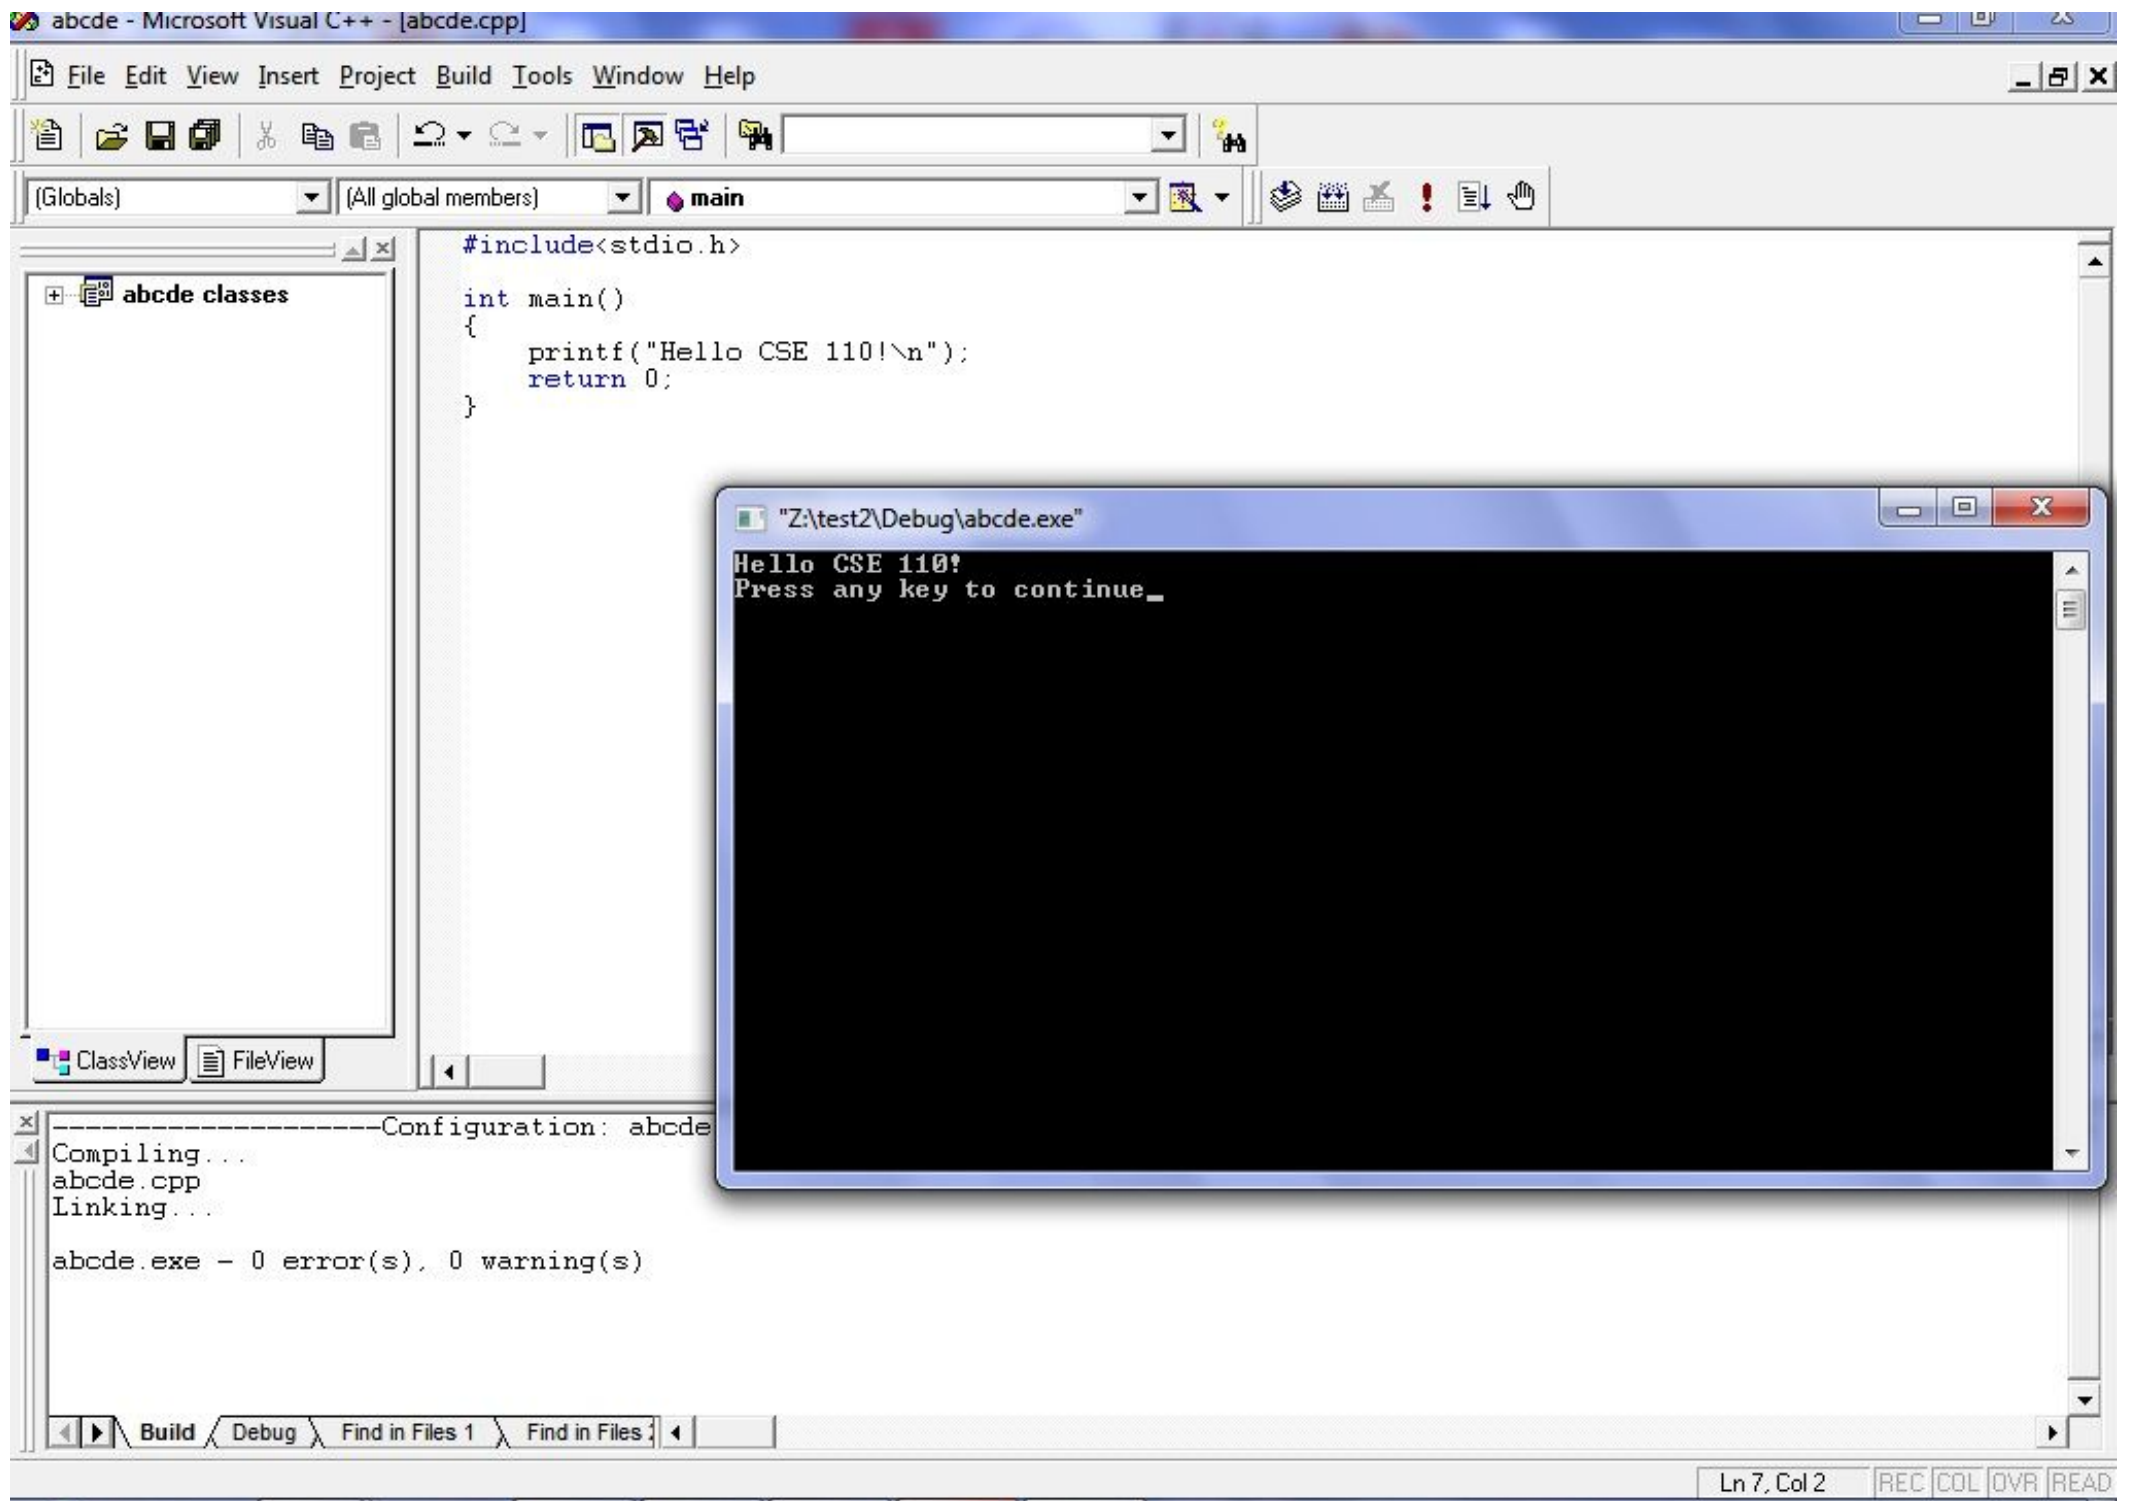 abcde - Microsoft Visual C++ - [abcde.cpp]
File Edit View Insert Project Build Tools Window Help
(Globals) (All global members) main
abcde classes
#include<stdio.h>
int main()
{
printf("Hello CSE 110!\n");
return 0;
}
"Z:\test2\Debug\abcde.exe"
Hello CSE 110!
Press any key to continue_
ClassView FileView
--------------------Configuration: abcde
Compiling...
abcde.cpp
Linking...
abcde.exe - 0 error(s), 0 warning(s)
Build Debug Find in Files 1 Find in Files
Ln 7, Col 2 REC COL OVR READ